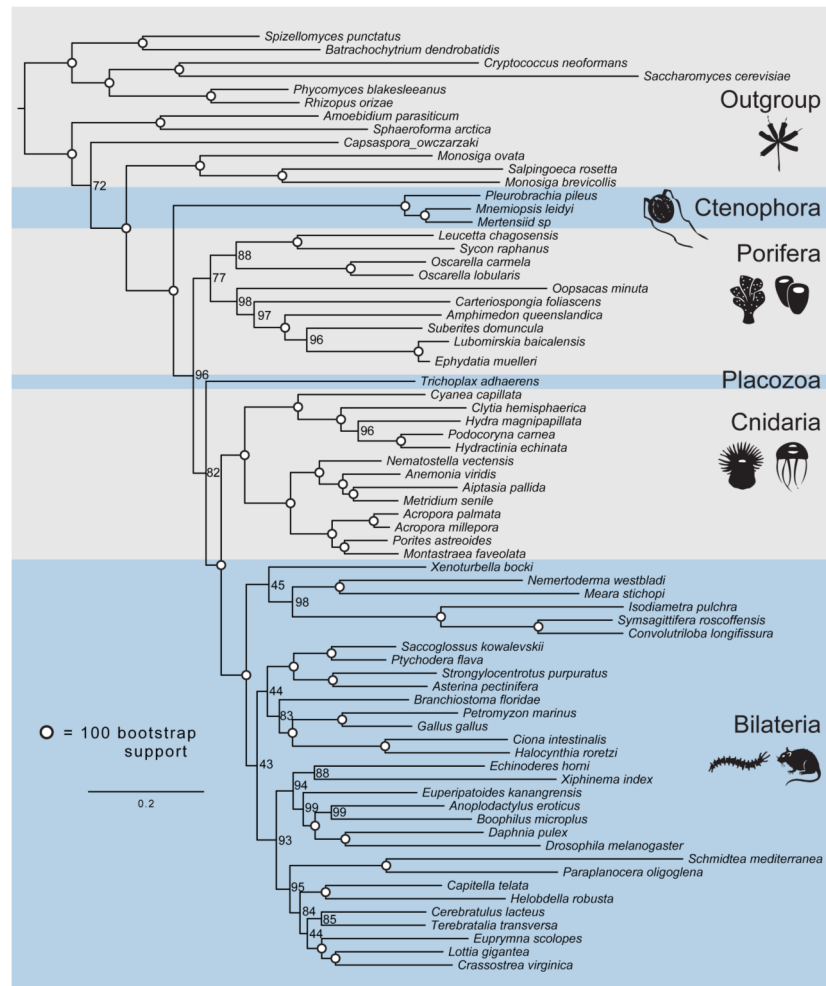 Spizellomyces punctatus
Batrachochytrium dendrobatidis
Cryptococcus neoformans
Saccharomyces cerevisiae
Phycomyces blakesleeanus
Rhizopus orizae
Outgroup
Amoebidium parasiticum
Sphaeroforma arctica
Capsaspora_owczarzaki
Monosiga ovata
Salpingoeca rosetta
72
Monosiga brevicollis
Pleurobrachia pileus
Mnemiopsis leidyi
Ctenophora
Mertensiid sp
Leucetta chagosensis
Porifera
88
Sycon raphanus
Oscarella carmela
77
Oscarella lobularis
Oopsacas minuta
98
Carteriospongia foliascens
97
Amphimedon queenslandica
Suberites domuncula
96
Lubomirskia baicalensis
Ephydatia muelleri
96
Trichoplax adhaerens
Placozoa
Cyanea capillata
Clytia hemisphaerica
Cnidaria
Hydra magnipapillata
96
Podocoryna carnea
Hydractinia echinata
Nematostella vectensis
82
Anemonia viridis
Aiptasia pallida
Metridium senile
Acropora palmata
Acropora millepora
Porites astreoides
Montastraea faveolata
Xenoturbella bocki
45
Nemertoderma westbladi
Meara stichopi
98
Isodiametra pulchra
Symsagittifera roscoffensis
Convolutriloba longifissura
Saccoglossus kowalevskii
Ptychodera flava
Strongylocentrotus purpuratus
44
Asterina pectinifera
Branchiostoma floridae
83
Petromyzon marinus
Gallus gallus
Bilateria
= 100 bootstrap
support
Ciona intestinalis
Halocynthia roretzi
43
Echinoderes horni
88
Xiphinema index
94
Euperipatoides kanangrensis
0.2
99
99
Anoplodactylus eroticus
Boophilus microplus
Daphnia pulex
93
Drosophila melanogaster
Schmidtea mediterranea
Paraplanocera oligoglena
95
Capitella telata
Helobdella robusta
84
Cerebratulus lacteus
85
Terebratalia transversa
44
Euprymna scolopes
Lottia gigantea
Crassostrea virginica